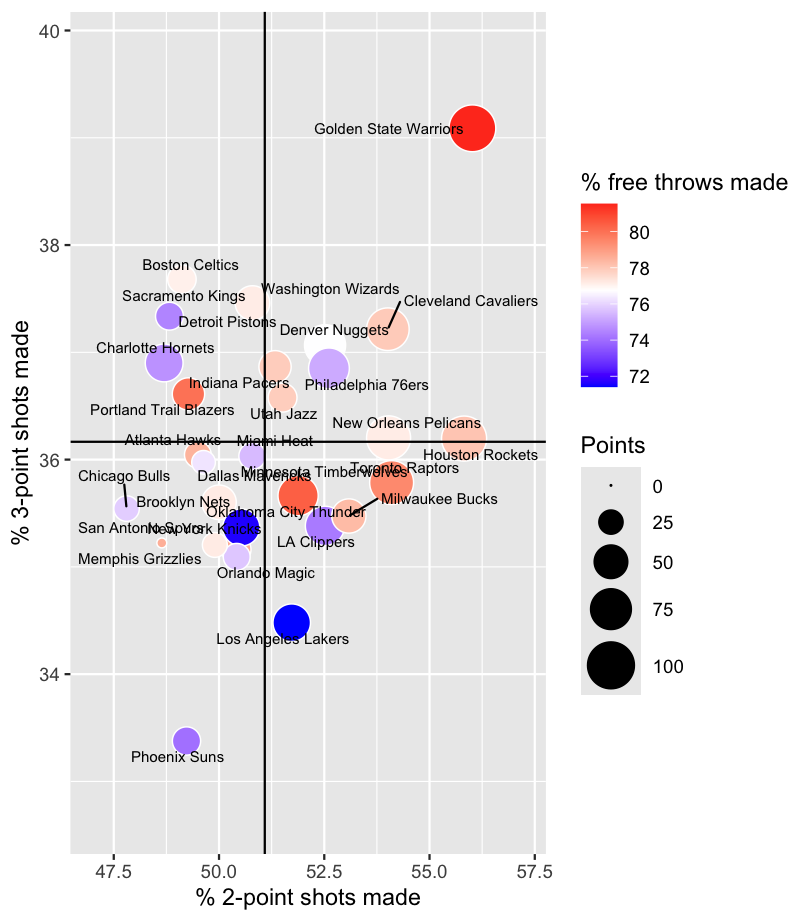 40
38
36
34
% 3-point shots made
Golden State Warriors
Boston Celtics
Washington Wizards
Sacramento Kings
Cleveland Cavaliers
Detroit Pistons
Denver Nuggets
Charlotte Hornets
Indiana Pacers
Philadelphia 76ers
Portland Trail Blazers
Utah Jazz
New Orleans Pelicans
Atlanta Hawks
Miami Heat
Houston Rockets
Toronto Raptors
Minnesota Timberwolves
Chicago Bulls
Dallas Mavericks
Milwaukee Bucks
Brooklyn Nets
Oklahoma City Thunder
San Antonio Spurs
New York Knicks
LA Clippers
Memphis Grizzlies
Orlando Magic
Los Angeles Lakers
Phoenix Suns
47.5 50.0 52.5 55.0 57.5
% 2-point shots made
% free throws made
80
78
76
74
72
Points
0
25
50
75
100